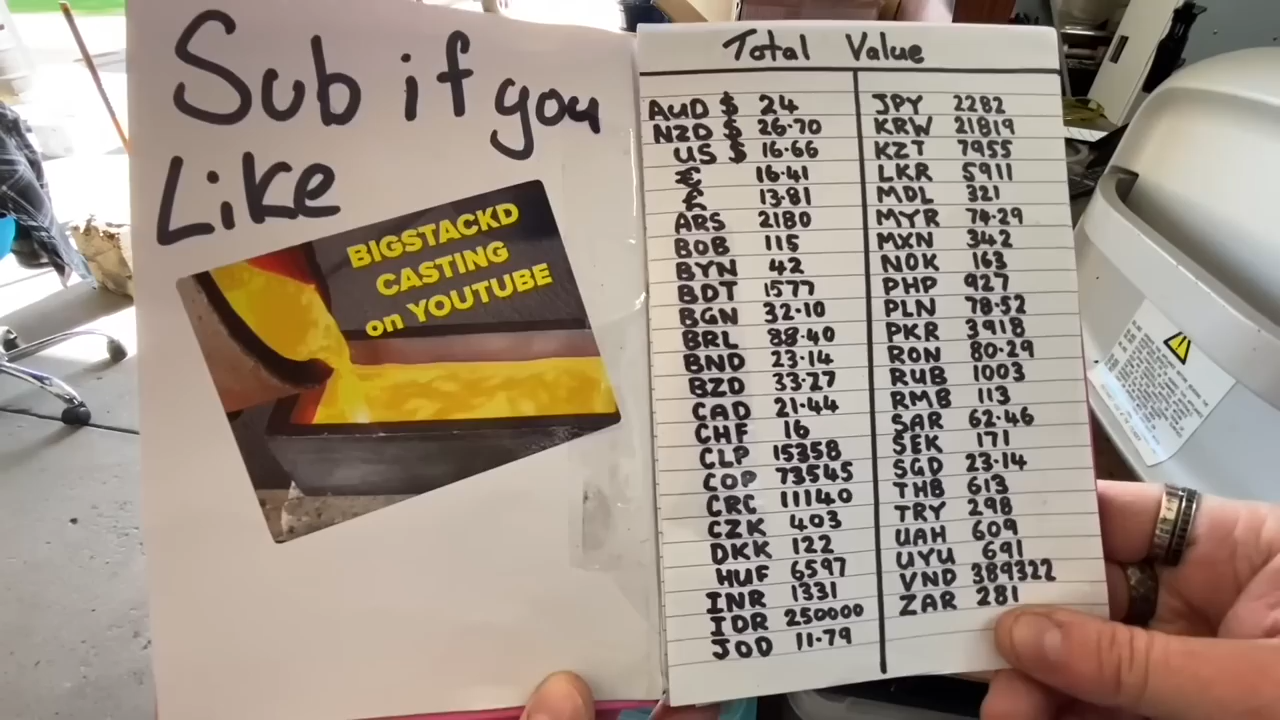 Sub if you
Like
BIGSTACKD
CASTING
on YOUTUBE
Total Value
AUD $ 24
NZD $ 26.70
US $ 16.66
€ 16.41
£ 13.81
ARS 2180
BOB 115
BYN 42
BDT 1577
BGN 32.10
BRL 88.40
BND 23.14
BZD 33.27
CAD 21.44
CHF 16
CLP 15358
COP 73545
CRC 11140
CZK 403
DKK 122
HUF 6597
INR 1331
IDR 250000
JOD 11.79
JPY 2282
KRW 21819
KZT 7955
LKR 5911
MDL 321
MYR 74.29
MXN 342
NOK 163
PHP 927
PLN 78.52
PKR 3918
RON 80.29
RUB 1003
RMB 113
SAR 62.46
SEK 171
SGD 23.14
THB 613
TRY 298
UAH 609
UYU 691
VND 389322
ZAR 281